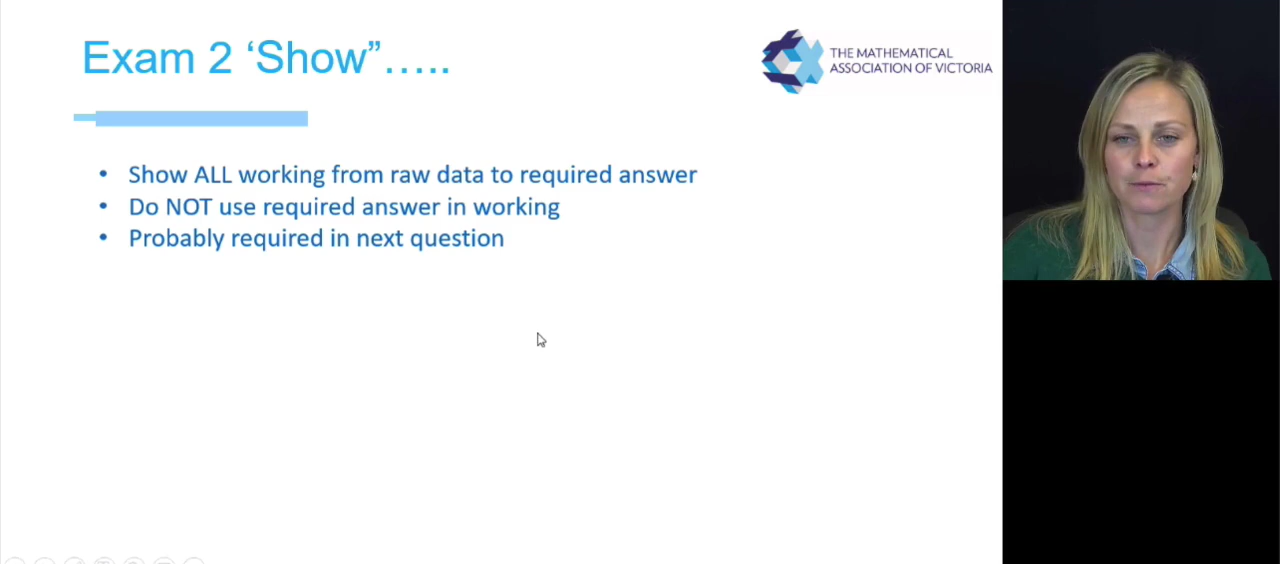 Exam 2 ‘Show”…..
THE MATHEMATICAL
ASSOCIATION OF VICTORIA
• Show ALL working from raw data to required answer
• Do NOT use required answer in working
• Probably required in next question